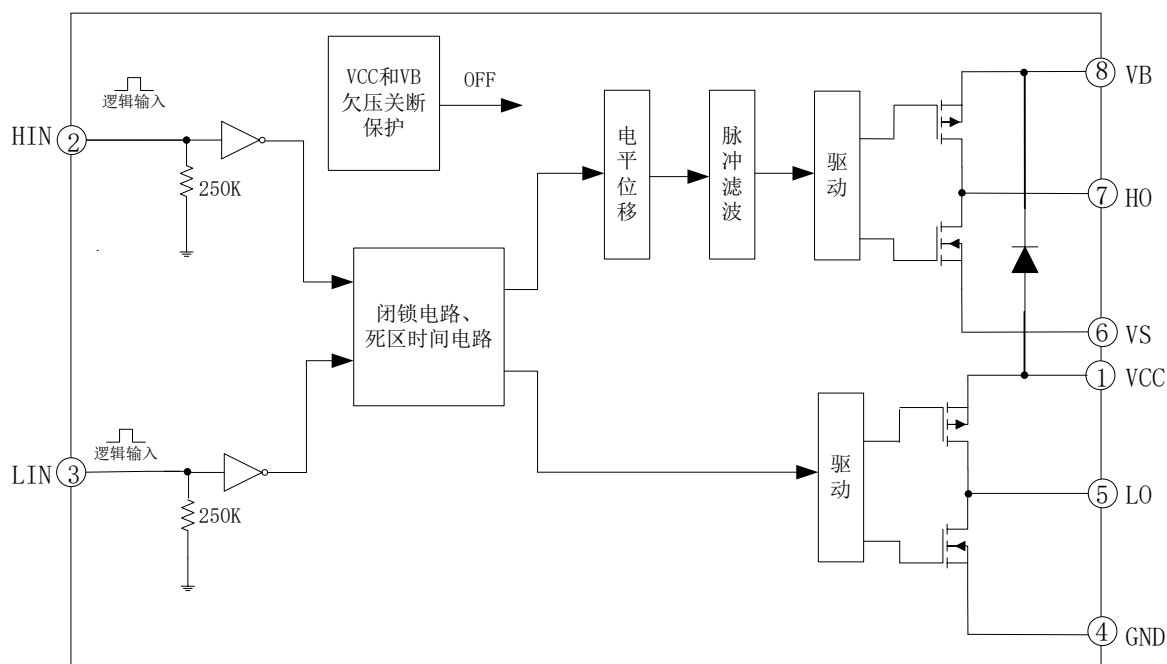 VCC和VB
欠压关断
保护
OFF
逻辑输入
HIN
2
250K
电平位移
脉冲滤波
驱动
8
VB
7
HO
6
VS
闭锁电路、
死区时间电路
1
VCC
逻辑输入
LIN
3
250K
驱动
5
LO
4
GND